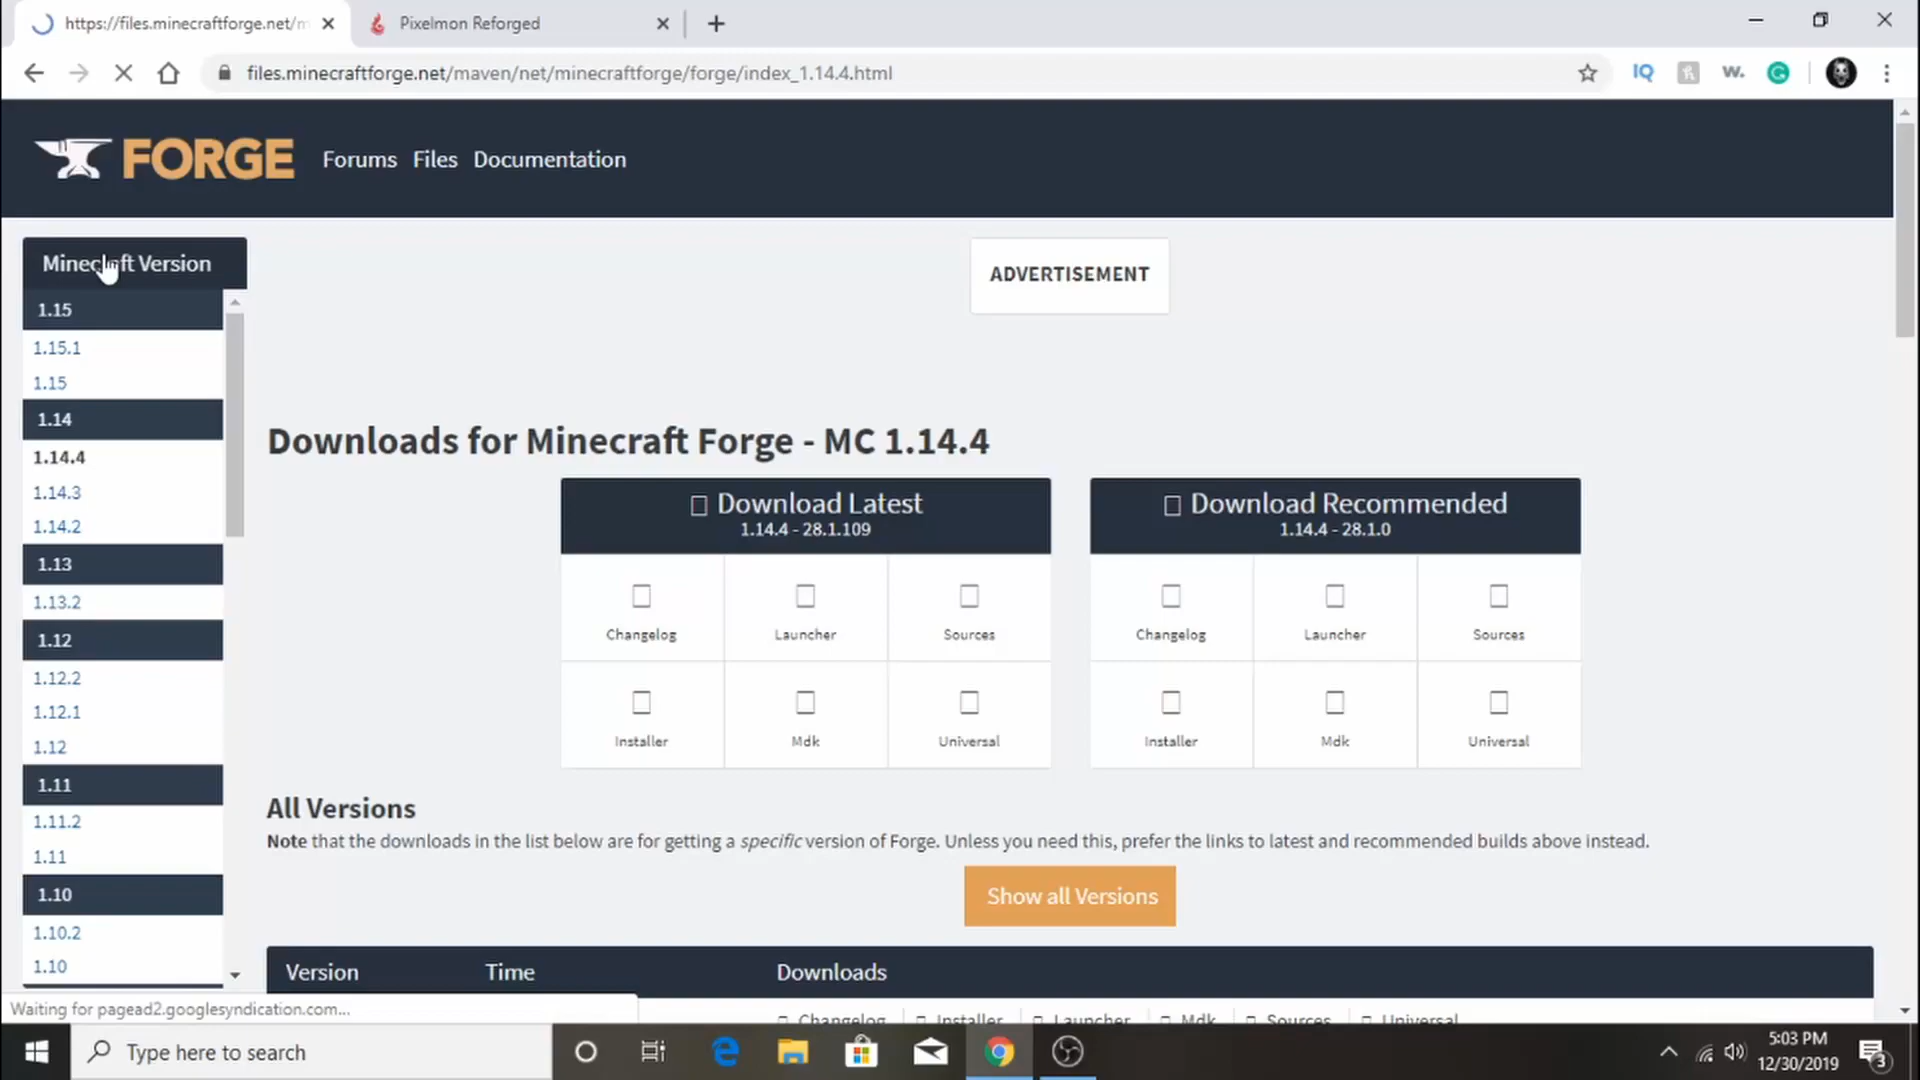 https://files.minecraftforge.net/m
Pixelmon Reforged
files.minecraftforge.net/maven/net/minecraftforge/forge/index_1.14.4.html
IQ
w.
FORGE
Forums Files Documentation
Minecraft Version
ADVERTISEMENT
1.15
1.15.1
1.15
1.14
1.14.4
1.14.3
1.14.2
1.13
1.13.2
1.12
1.12.2
1.12.1
1.12
1.11
1.11.2
1.11
1.10
1.10.2
1.10
Downloads for Minecraft Forge - MC 1.14.4
Download Latest
1.14.4 - 28.1.109
Changelog Launcher Sources
Installer Mdk Universal
Download Recommended
1.14.4 - 28.1.0
Changelog Launcher Sources
Installer Mdk Universal
All Versions
Note that the downloads in the list below are for getting a specific version of Forge. Unless you need this, prefer the links to latest and recommended builds above instead.
Show all Versions
Version Time Downloads
Changelog Installer Launcher Mdk Sources Universal
Waiting for pagead2.googlesyndication.com...
Type here to search
5:03 PM
12/30/2019
3